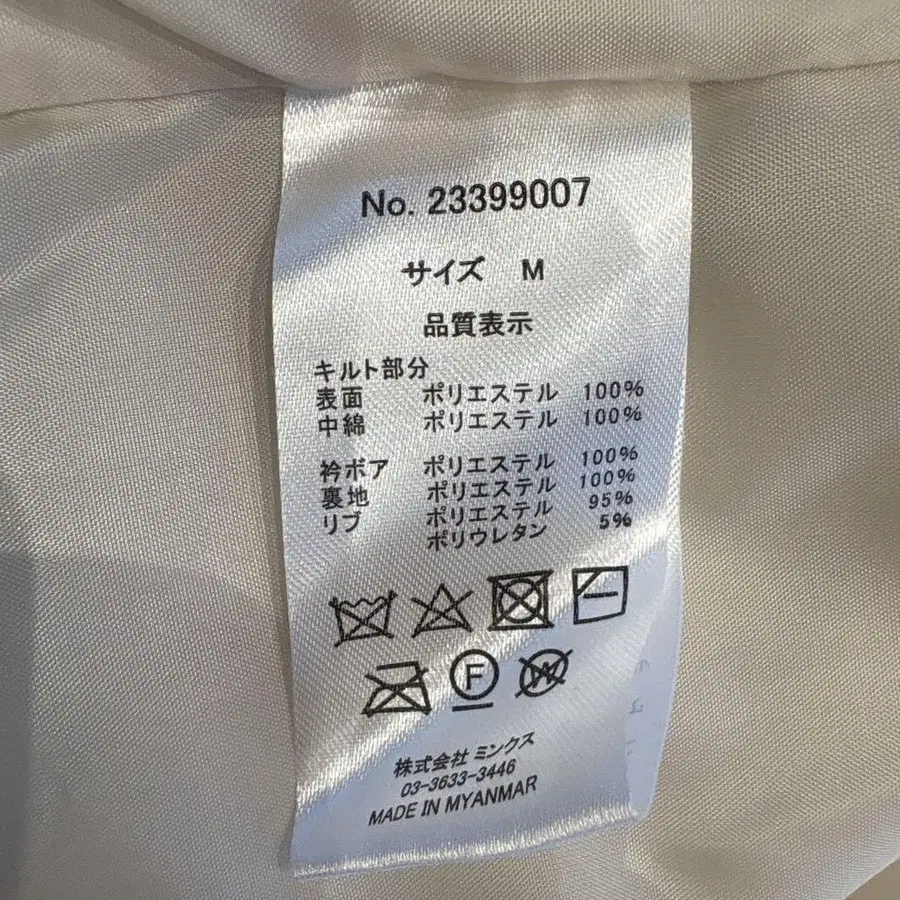 No. 23399007
サイズ M
品質表示
キルト部分
表面 ポリエステル 100%
中綿 ポリエステル 100%
衿ボア ポリエステル 100%
裏地 ポリエステル 100%
リブ ポリエステル 95%
ポリウレタン 5%
F
W
株式会社 ミンクス
03-3633-3446
MADE IN MYANMAR